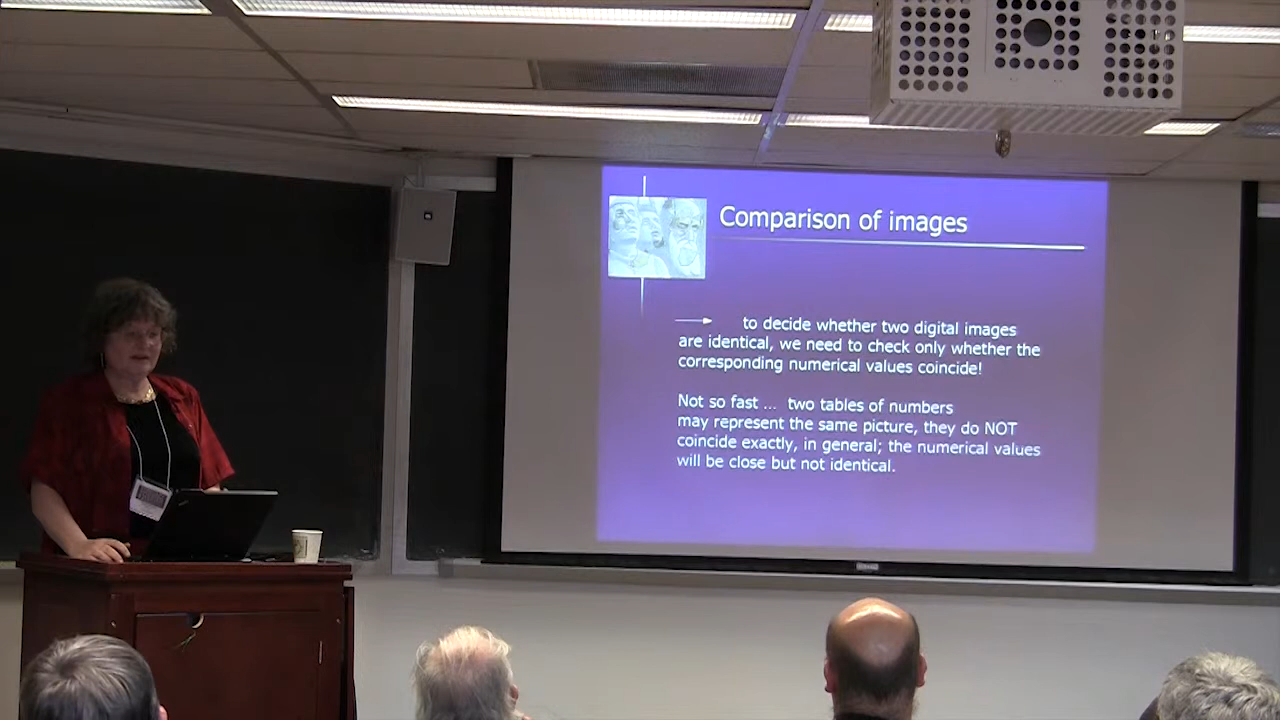 Comparison of images
to decide whether two digital images
are identical, we need to check only whether the
corresponding numerical values coincide!
Not so fast ... two tables of numbers
may represent the same picture, they do NOT
coincide exactly, in general; the numerical values
will be close but not identical.